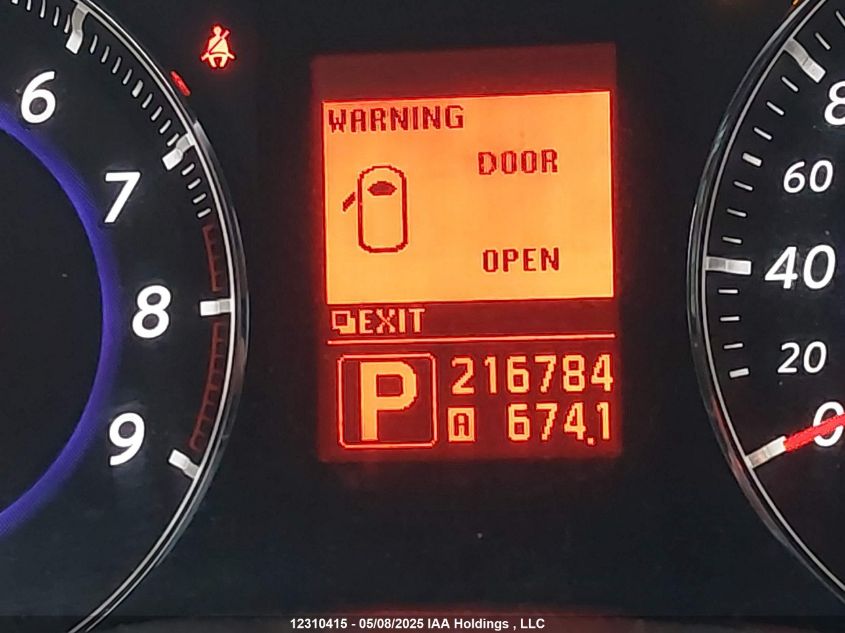 6
7
8
9
WARNING
DOOR
OPEN
EXIT
P 216784
A 674.1
60
40
20
0
12310415 - 05/08/2025 IAA Holdings , LLC